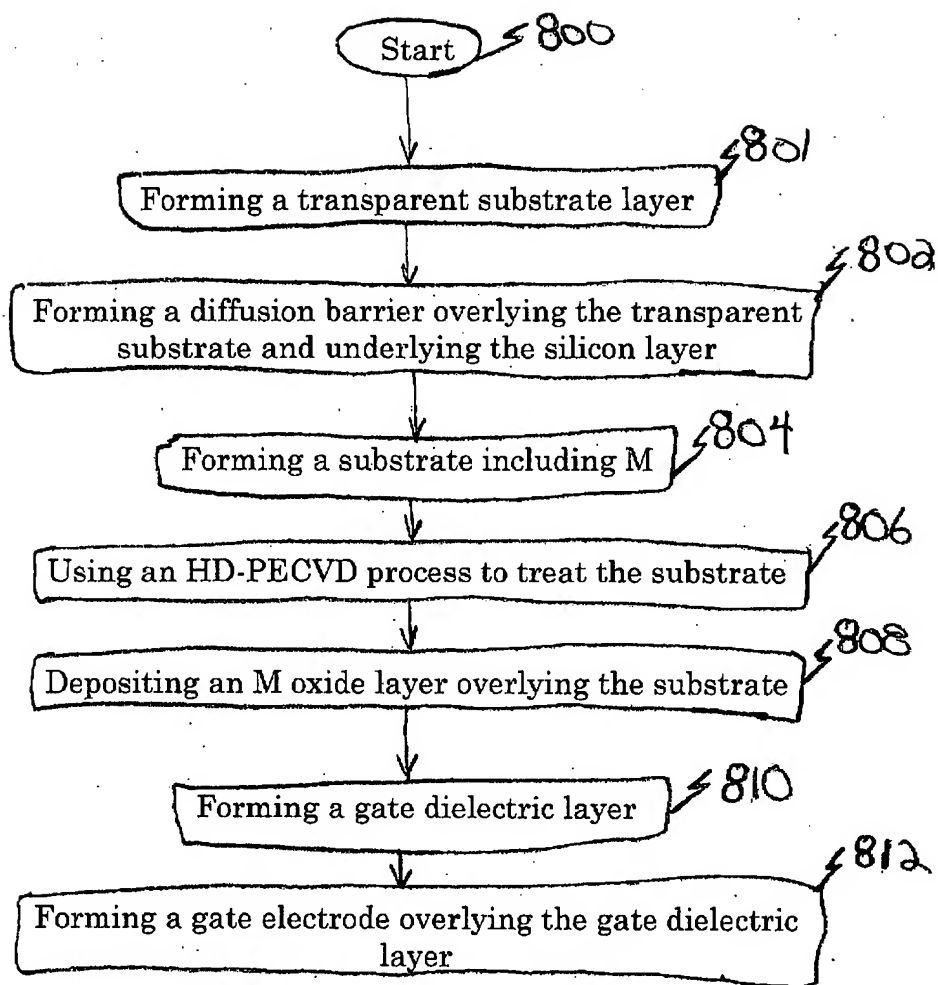 Start
800
801
Forming a transparent substrate layer
802
Forming a diffusion barrier overlying the transparent
substrate and underlying the silicon layer
804
Forming a substrate including M
806
Using an HD-PECVD process to treat the substrate
808
Depositing an M oxide layer overlying the substrate
810
Forming a gate dielectric layer
812
Forming a gate electrode overlying the gate dielectric
layer